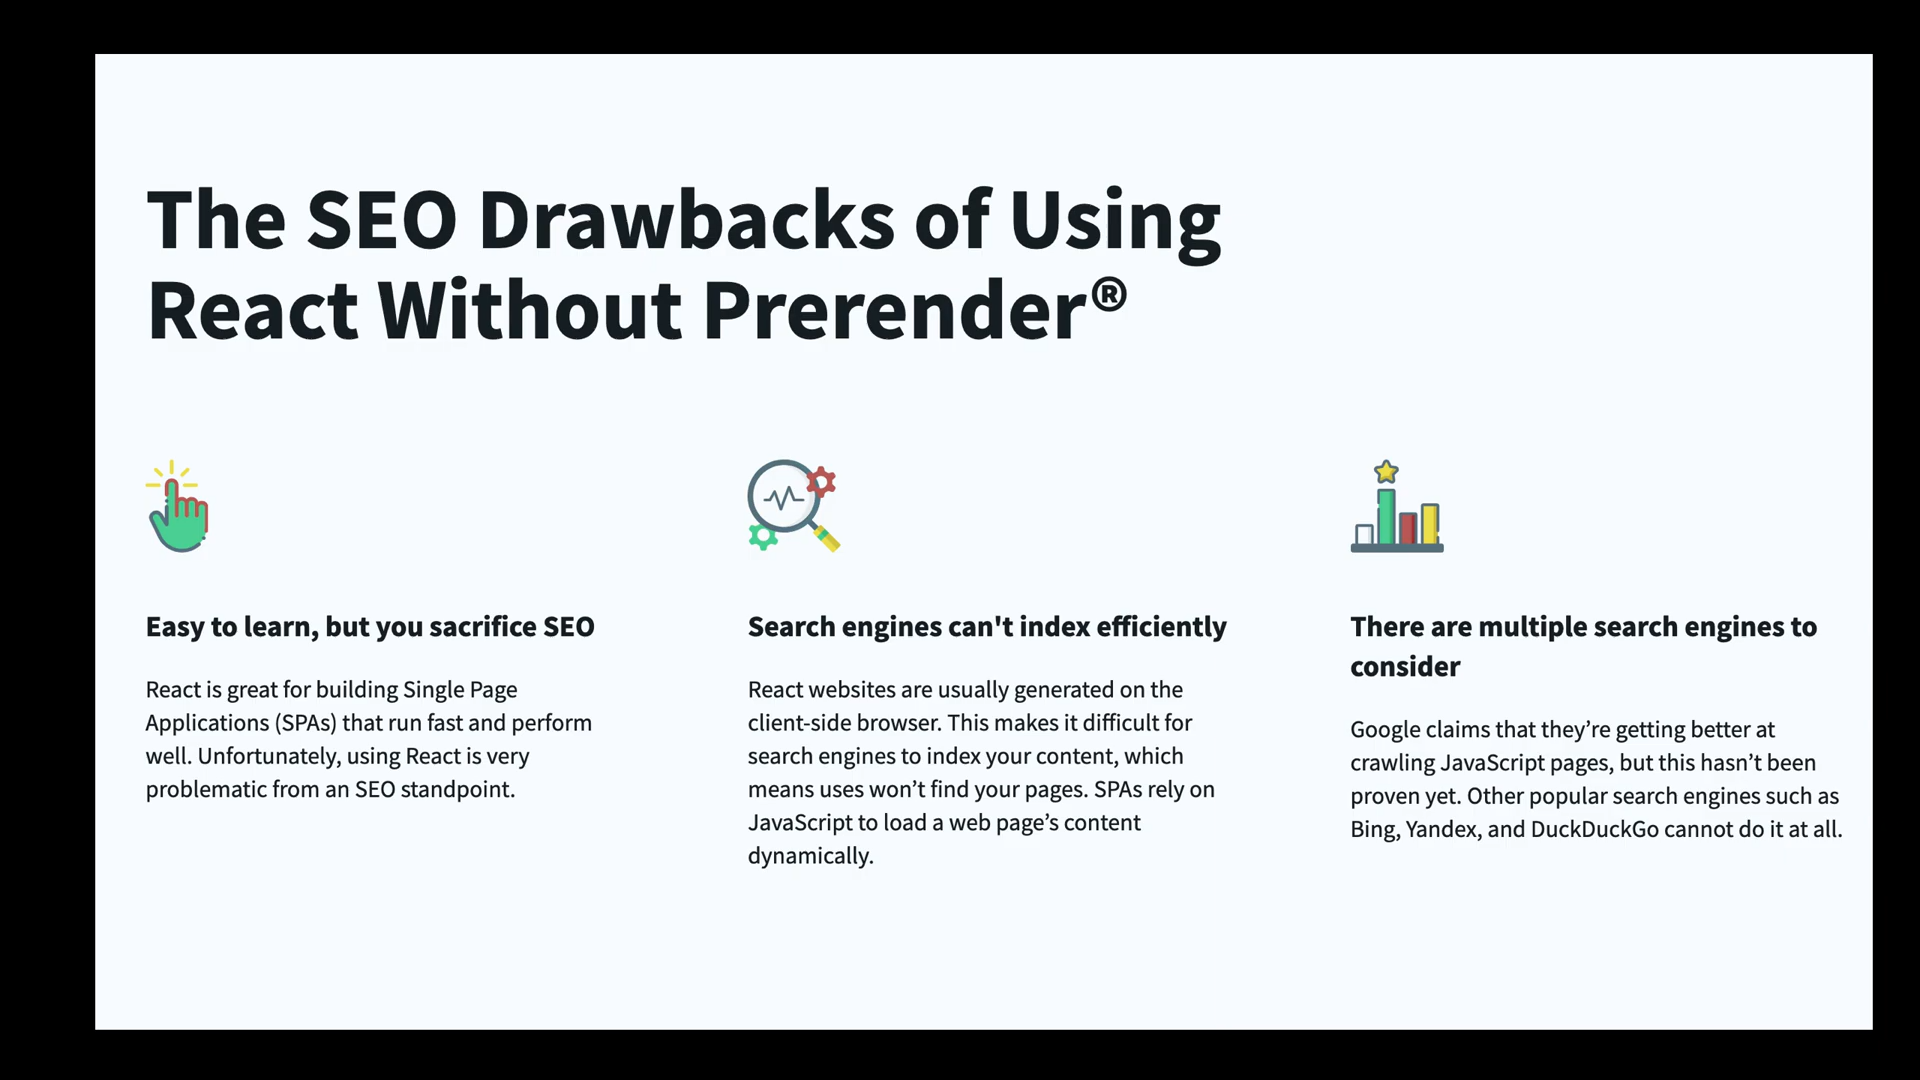 The SEO Drawbacks of Using
React Without Prerender®
Easy to learn, but you sacrifice SEO
React is great for building Single Page
Applications (SPAs) that run fast and perform
well. Unfortunately, using React is very
problematic from an SEO standpoint.
Search engines can't index efficiently
React websites are usually generated on the
client-side browser. This makes it difficult for
search engines to index your content, which
means uses won’t find your pages. SPAs rely on
JavaScript to load a web page’s content
dynamically.
There are multiple search engines to
consider
Google claims that they’re getting better at
crawling JavaScript pages, but this hasn’t been
proven yet. Other popular search engines such as
Bing, Yandex, and DuckDuckGo cannot do it at all.